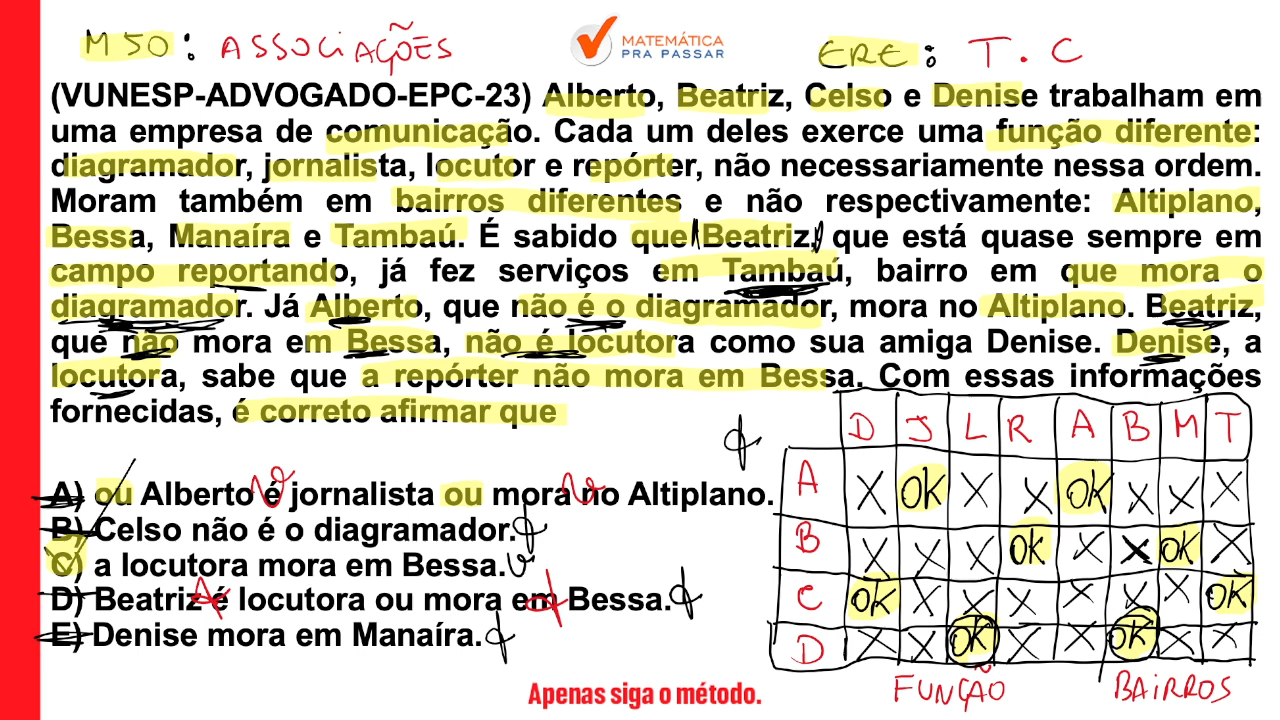 M50: ASSOCIAÇÕES
MATEMÁTICA
PRA PASSAR
ERE: T.C
(VUNESP-ADVOGADO-EPC-23) Alberto, Beatriz, Celso e Denise trabalham em
uma empresa de comunicação. Cada um deles exerce uma função diferente:
diagramador, jornalista, locutor e repórter, não necessariamente nessa ordem.
Moram também em bairros diferentes e não respectivamente: Altiplano,
Bessa, Manaíra e Tambaú. É sabido que Beatriz, que está quase sempre em
campo reportando, já fez serviços em Tambaú, bairro em que mora o
diagramador. Já Alberto, que não é o diagramador, mora no Altiplano. Beatriz,
que não mora em Bessa, não é locutora como sua amiga Denise. Denise, a
locutora, sabe que a repórter não mora em Bessa. Com essas informações
fornecidas, é correto afirmar que
A) ou Alberto é jornalista ou mora no Altiplano.
B) Celso não é o diagramador.
C) a locutora mora em Bessa.
D) Beatriz é locutora ou mora em Bessa.
E) Denise mora em Manaíra.
D J L R A B M T
A X OK X X OK X X X
B X X X OK X X OK X
C OK X X X X X X OK
D X X OK X X OK X X
FUNÇÃO BAIRROS
Apenas siga o método.